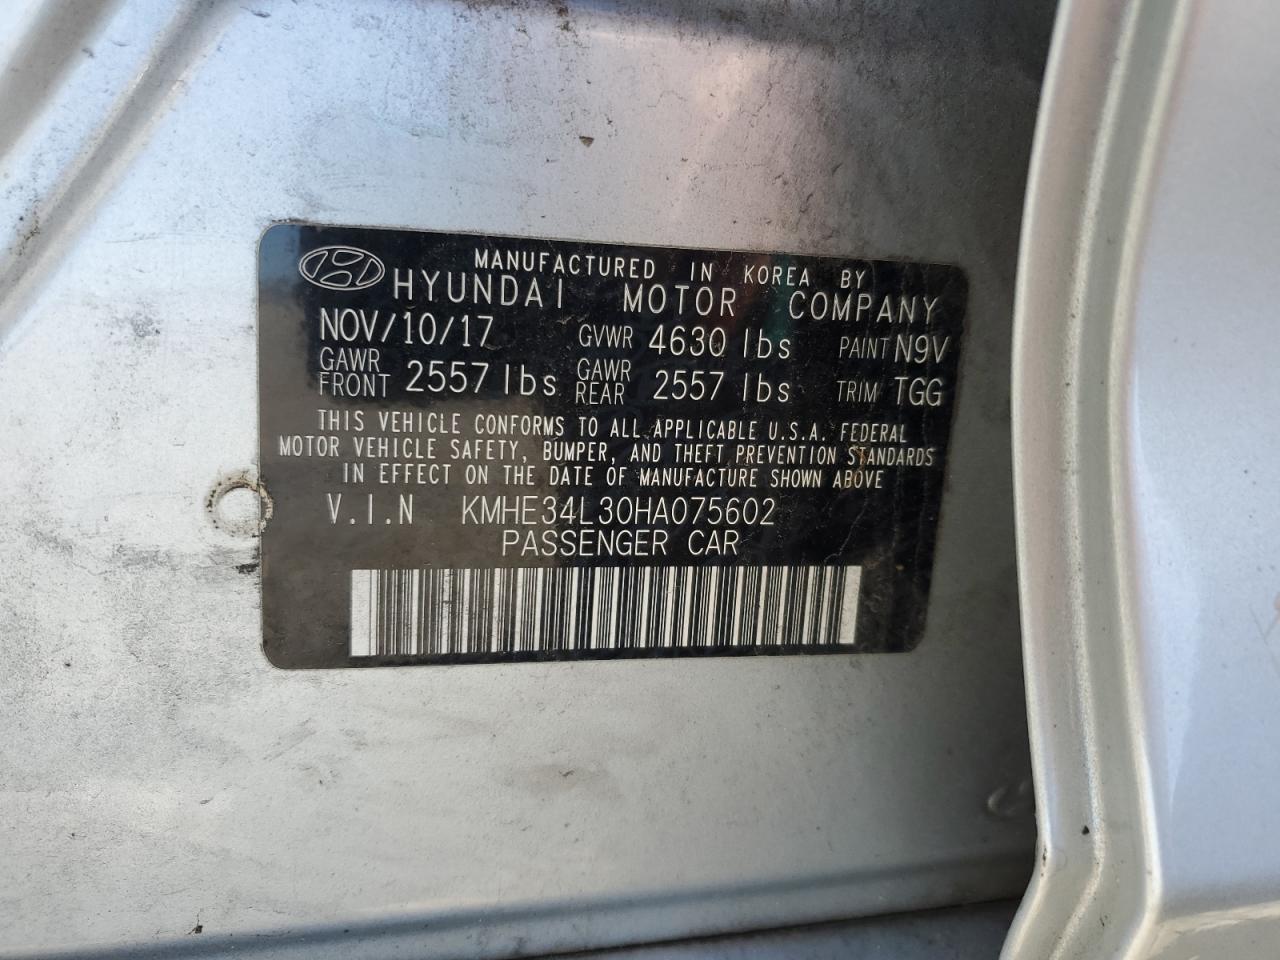 MANUFACTURED IN KOREA BY
HYUNDAI MOTOR COMPANY
NOV/10/17 GVWR 4630 lbs PAINT N9V
GAWR FRONT 2557 lbs GAWR REAR 2557 lbs TRIM TGG
THIS VEHICLE CONFORMS TO ALL APPLICABLE U.S.A. FEDERAL
MOTOR VEHICLE SAFETY, BUMPER, AND THEFT PREVENTION STANDARDS
IN EFFECT ON THE DATE OF MANUFACTURE SHOWN ABOVE
V.I.N KMHE34L30HA075602
PASSENGER CAR